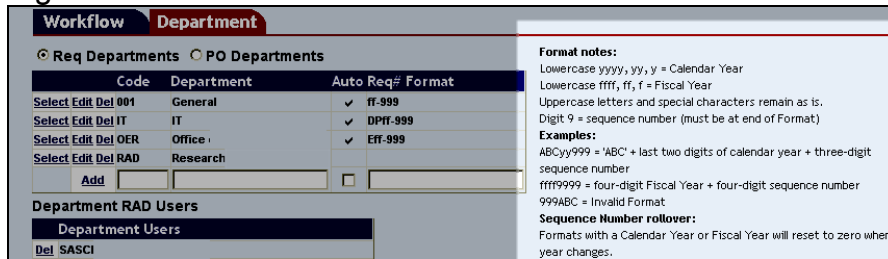 Workflow Department
Req Departments PO Departments
Code Department Auto Req# Format
Select Edit Del 001 General ✓ ff-999
Select Edit Del IT IT ✓ DPff-999
Select Edit Del OER Office ✓ Eff-999
Select Edit Del RAD Research
Add
Department RAD Users
Department Users
Del SASCI
Format notes:
Lowercase yyyy, yy, y = Calendar Year
Lowercase ffff, ff, f = Fiscal Year
Uppercase letters and special characters remain as is.
Digit 9 = sequence number (must be at end of Format)
Examples:
ABCyy999 = 'ABC' + last two digits of calendar year + three-digit
sequence number
ffff9999 = four-digit Fiscal Year + four-digit sequence number
999ABC = Invalid Format
Sequence Number rollover:
Formats with a Calendar Year or Fiscal Year will reset to zero when
year changes.